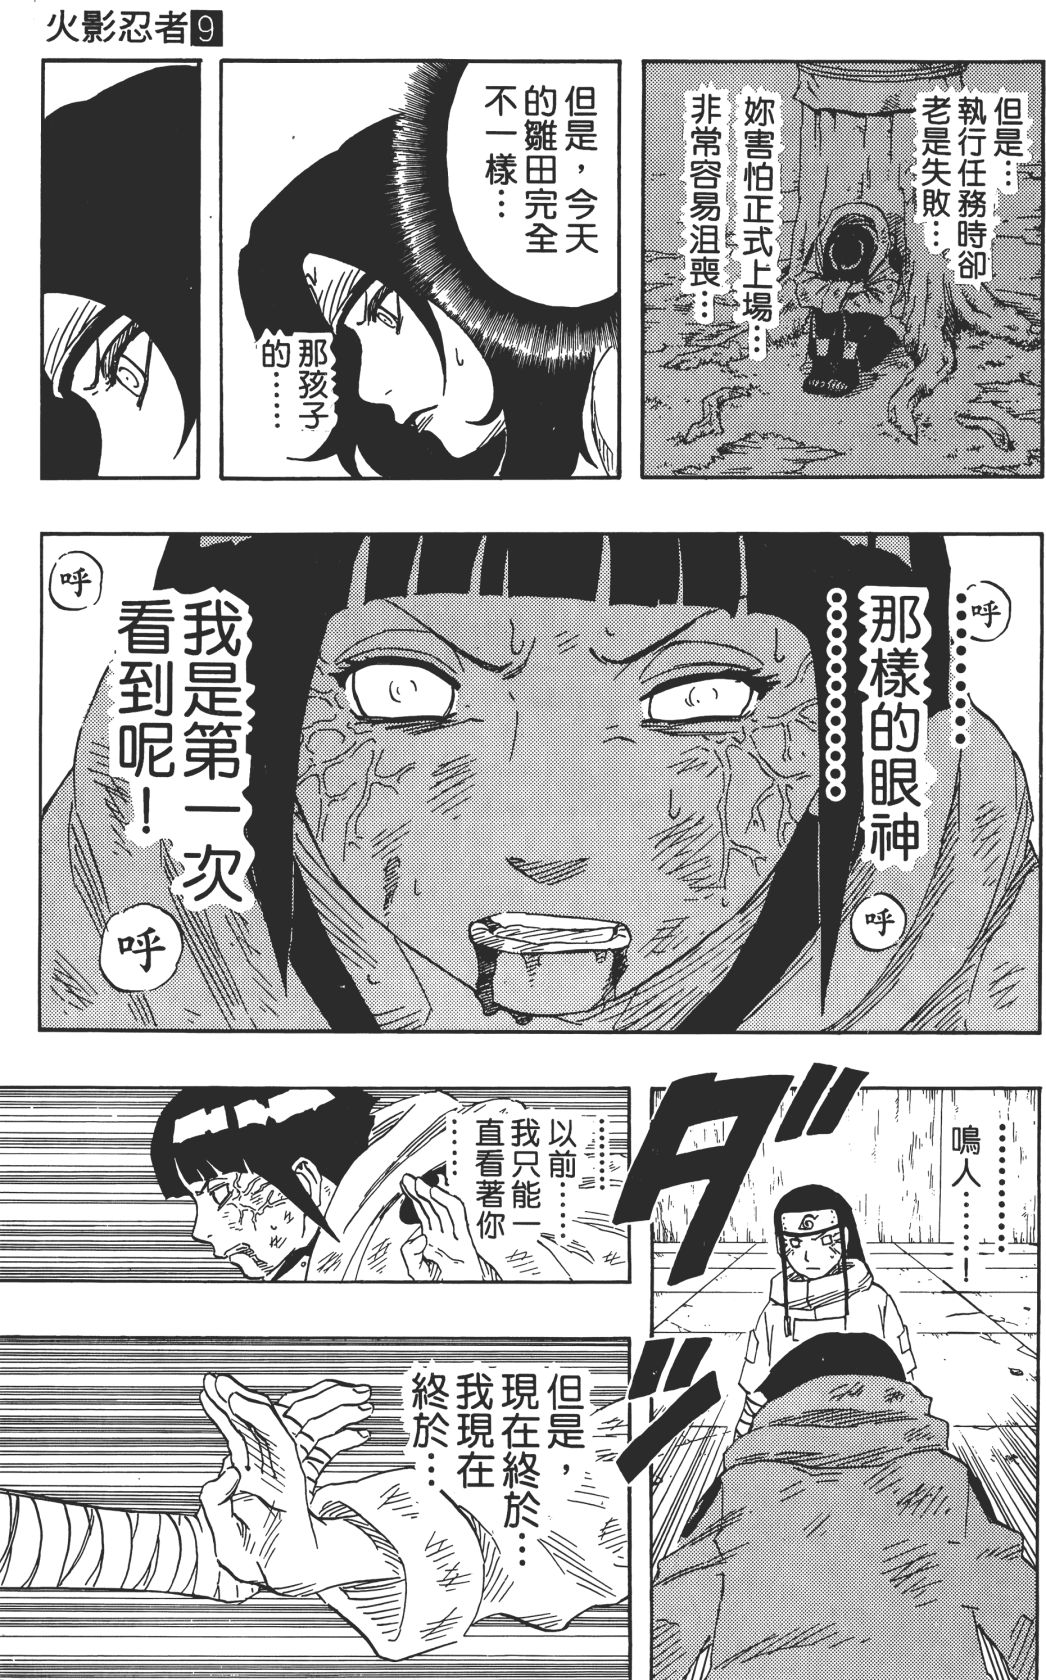 火影忍者9
但是…
執行任務時卻
老是失敗…
妳害怕正式上場…
非常容易沮喪…
但是，今天
的雛田完全
不一樣…
那孩子
的……
呼
…………
那樣的眼神
…………
呼
我是第一次
看到呢！
呼
呼
…………
鳴人……！
ダッ
……
以前……
我只能一
直看著你
……
ズッ
但是，
現在終於…
我現在
終於…